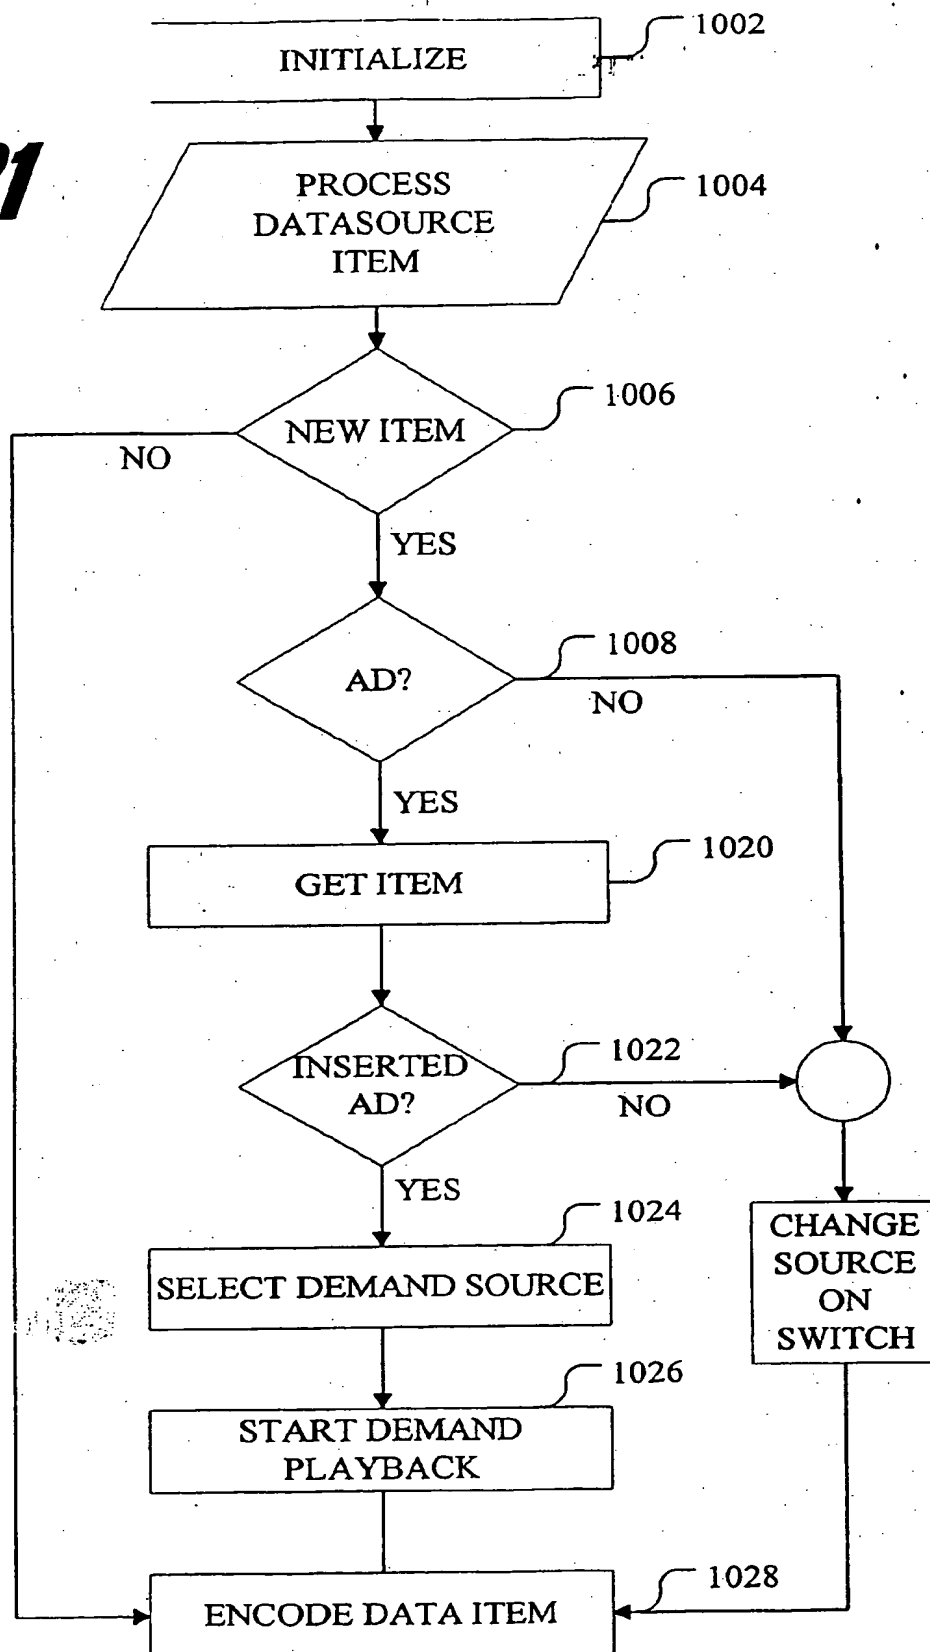 1002
INITIALIZE
PROCESS
DATASOURCE
ITEM
1004
1006
NEW ITEM
NO
YES
1008
AD?
NO
YES
1020
GET ITEM
1022
INSERTED
AD?
NO
YES
1024
SELECT DEMAND SOURCE
CHANGE
SOURCE
ON
SWITCH
1026
START DEMAND
PLAYBACK
1028
ENCODE DATA ITEM